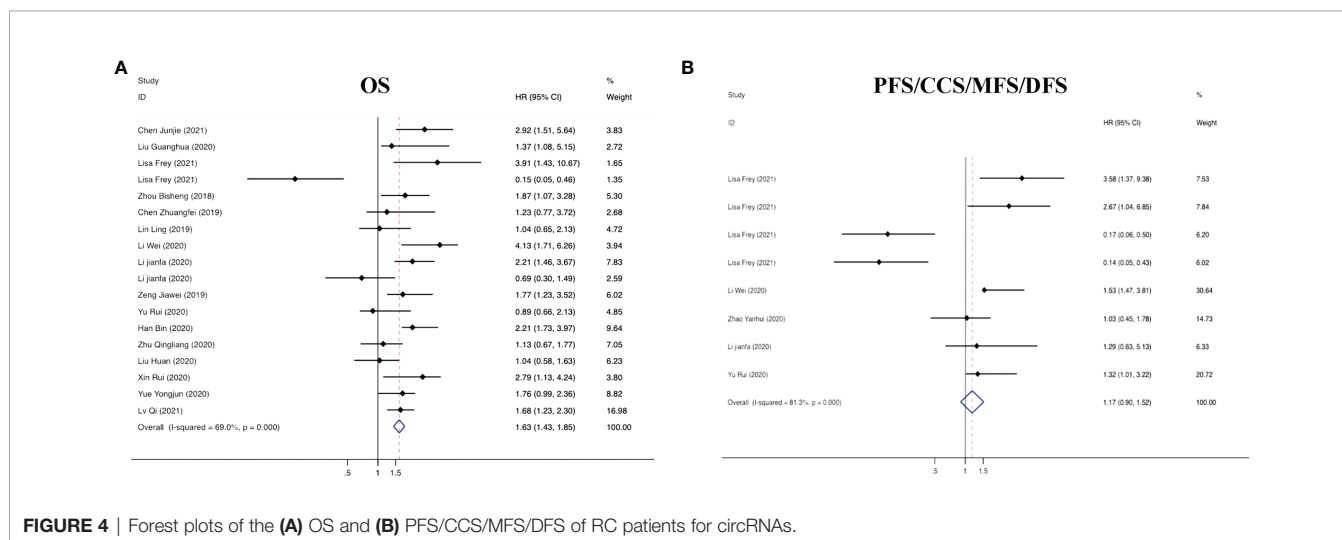 A
OS
Study %
ID HR (95% CI) Weight
Chen Junjie (2021) 2.92 (1.51, 5.64) 3.83
Liu Guanghua (2020) 1.37 (1.08, 5.15) 2.72
Lisa Frey (2021) 3.91 (1.43, 10.67) 1.65
Lisa Frey (2021) 0.15 (0.05, 0.46) 1.35
Zhou Bisheng (2018) 1.87 (1.07, 3.28) 5.30
Chen Zhuangfei (2019) 1.23 (0.77, 3.72) 2.68
Lin Ling (2019) 1.04 (0.65, 2.13) 4.72
Li Wei (2020) 4.13 (1.71, 6.26) 3.94
Li jianfa (2020) 2.21 (1.46, 3.67) 7.83
Li jianfa (2020) 0.69 (0.30, 1.49) 2.59
Zeng Jiawei (2019) 1.77 (1.23, 3.52) 6.02
Yu Rui (2020) 0.89 (0.66, 2.13) 4.85
Han Bin (2020) 2.21 (1.73, 3.97) 9.64
Zhu Qingliang (2020) 1.13 (0.67, 1.77) 7.05
Liu Huan (2020) 1.04 (0.58, 1.63) 6.23
Xin Rui (2020) 2.79 (1.13, 4.24) 3.80
Yue Yongjun (2020) 1.76 (0.99, 2.36) 8.82
Lv Qi (2021) 1.68 (1.23, 2.30) 16.98
Overall (I-squared = 69.0%, p = 0.000) 1.63 (1.43, 1.85) 100.00
.5 1 1.5
B
PFS/CCS/MFS/DFS
Study %
ID HR (95% CI) Weight
Lisa Frey (2021) 3.58 (1.37, 9.38) 7.53
Lisa Frey (2021) 2.67 (1.04, 6.85) 7.84
Lisa Frey (2021) 0.17 (0.06, 0.50) 6.20
Lisa Frey (2021) 0.14 (0.05, 0.43) 6.02
Li Wei (2020) 1.53 (1.47, 3.81) 30.64
Zhao Yanhui (2020) 1.03 (0.45, 1.78) 14.73
Li jianfa (2020) 1.29 (0.63, 5.13) 6.33
Yu Rui (2020) 1.32 (1.01, 3.22) 20.72
Overall (I-squared = 81.3%, p = 0.000) 1.17 (0.90, 1.52) 100.00
.5 1 1.5
FIGURE 4 | Forest plots of the (A) OS and (B) PFS/CCS/MFS/DFS of RC patients for circRNAs.